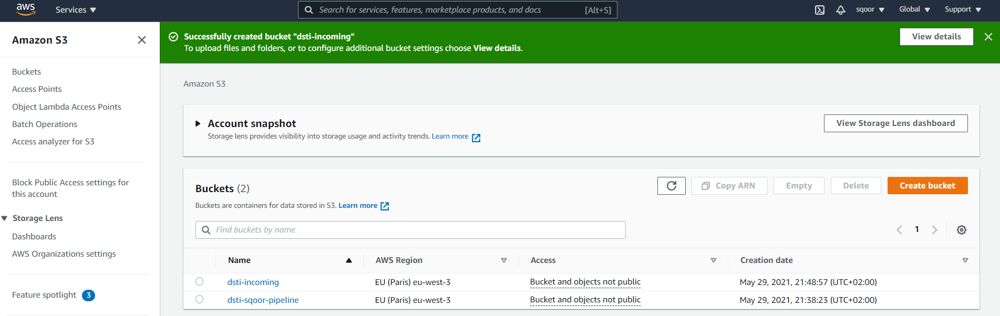 aws Services Search for services, features, marketplace products, and docs [Alt+S] sqoor Global Support
Amazon S3
Buckets
Access Points
Object Lambda Access Points
Batch Operations
Access analyzer for S3
Block Public Access settings for
this account
Storage Lens
Dashboards
AWS Organizations settings
Feature spotlight 3
Successfully created bucket "dsti-incoming"
To upload files and folders, or to configure additional bucket settings choose View details.
View details
Amazon S3
Account snapshot
Storage lens provides visibility into storage usage and activity trends. Learn more
View Storage Lens dashboard
Buckets (2)
Buckets are containers for data stored in S3. Learn more
Copy ARN Empty Delete Create bucket
Find buckets by name
1
Name AWS Region Access Creation date
dsti-incoming EU (Paris) eu-west-3 Bucket and objects not public May 29, 2021, 21:48:57 (UTC+02:00)
dsti-sqoor-pipeline EU (Paris) eu-west-3 Bucket and objects not public May 29, 2021, 21:38:23 (UTC+02:00)